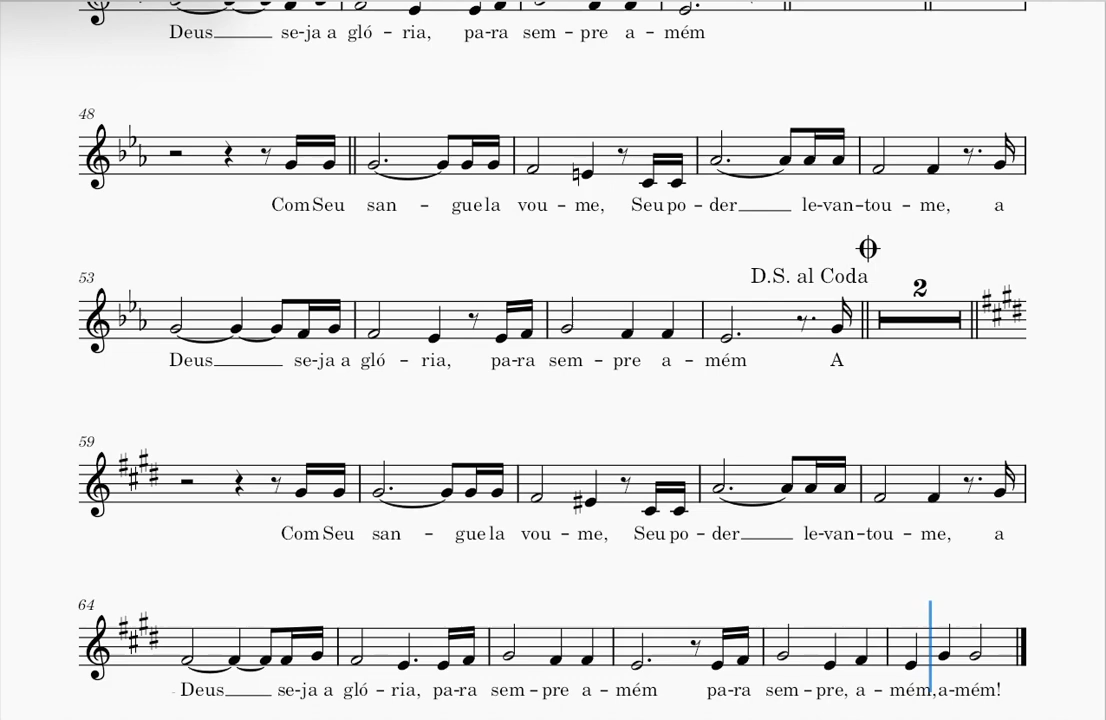 Deus se-ja a gló – ria, pa-ra sem – pre a – mém
48
Com Seu san – gue la vou – me, Seu po – der le-van-tou – me, a
D.S. al Coda
53
2
Deus se-ja a gló – ria, pa-ra sem – pre a – mém A
59
Com Seu san – gue la vou – me, Seu po – der le-van-tou – me, a
64
Deus se-ja a gló – ria, pa-ra sem – pre a – mém pa-ra sem – pre, a – mém, a-mém!